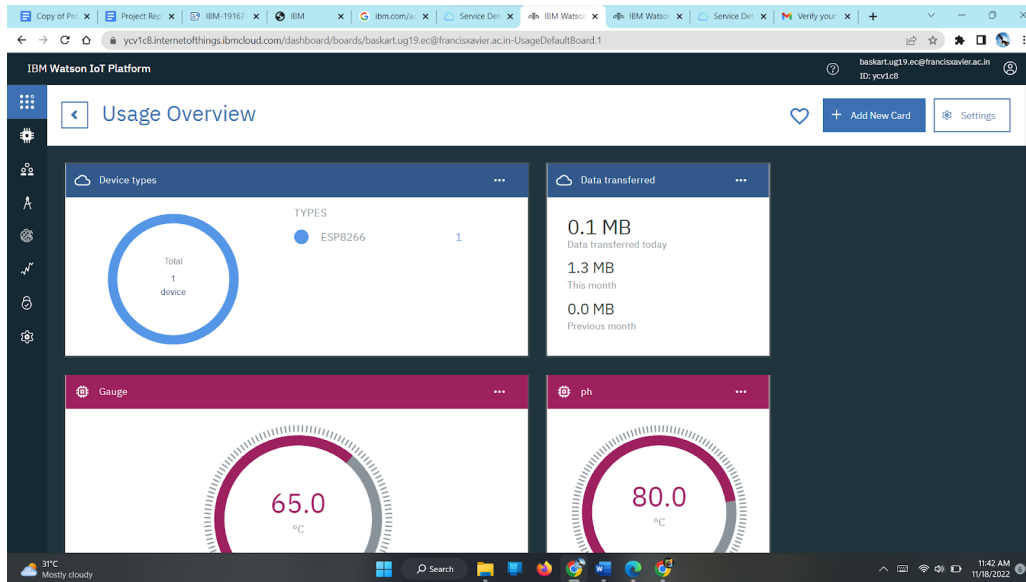 Copy of Pro
Project Rep
IBM-19167-
IBM
ibm.com/ac
Service Det
IBM Watson
IBM Watson
Service Det
Verify your
ycv1c8.internetofthings.ibmcloud.com/dashboard/boards/baskart.ug19.ec@francisxavier.ac.in-UsageDefaultBoard.1
IBM Watson IoT Platform
baskart.ug19.ec@francisxavier.ac.in
ID: ycv1c8
Usage Overview
+ Add New Card
Settings
Device types
Data transferred
TYPES
ESP8266 1
Total
1
device
0.1 MB
Data transferred today
1.3 MB
This month
0.0 MB
Previous month
Gauge
ph
65.0
°C
80.0
°C
31°C
Mostly cloudy
Search
11:42 AM
11/18/2022
6